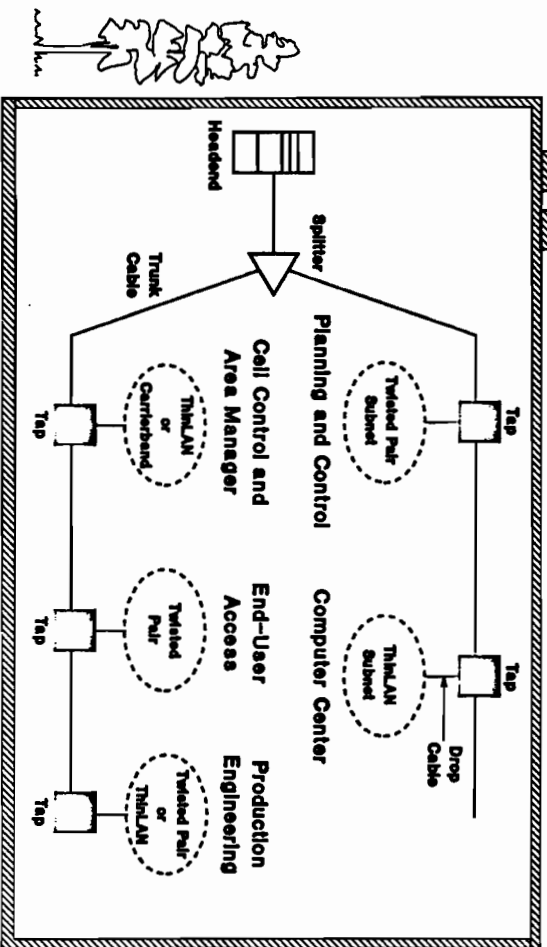 Tap
Tap
Drop
Cable
Twisted Pair
Subnet
ThinLAN
Subnet
Splitter
Planning and Control
Computer Center
Headend
Cell Control and
Area Manager
End-User
Access
Production
Engineering
Trunk
Cable
ThinLAN
or
Carrierband
Twisted
Pair
Twisted Pair
or
ThinLAN
Tap
Tap
Tap